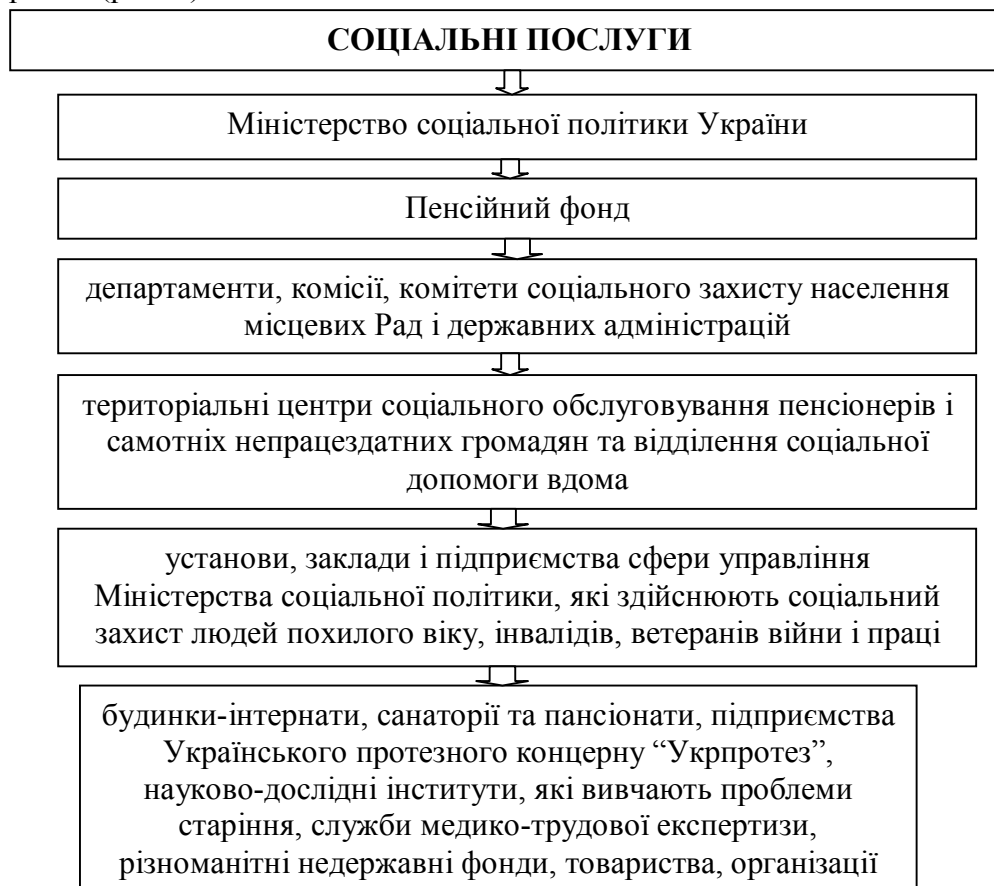 СОЦІАЛЬНІ ПОСЛУГИ
Міністерство соціальної політики України
Пенсійний фонд
департаменти, комісії, комітети соціального захисту населення
місцевих Рад і державних адміністрацій
територіальні центри соціального обслуговування пенсіонерів і
самотніх непрацездатних громадян та відділення соціальної
допомоги вдома
установи, заклади і підприємства сфери управління
Міністерства соціальної політики, які здійснюють соціальний
захист людей похилого віку, інвалідів, ветеранів війни і праці
будинки-інтернати, санаторії та пансіонати, підприємства
Українського протезного концерну “Укрпротез”,
науково-дослідні інститути, які вивчають проблеми
старіння, служби медико-трудової експертизи,
різноманітні недержавні фонди, товариства, організації